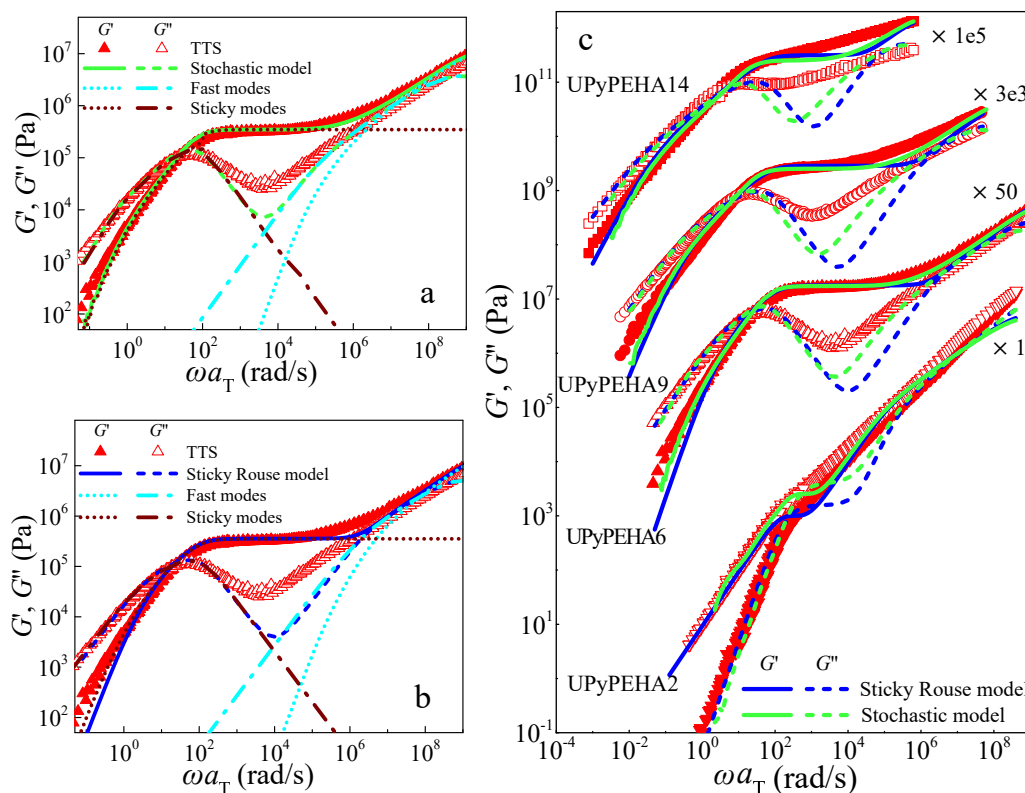 G' G"
TTS
Stochastic model
Fast modes
Sticky modes
10⁷
10⁶
10⁵
10⁴
10³
10²
G', G" (Pa)
a
10⁰ 10² 10⁴ 10⁶ 10⁸
ωa_T (rad/s)
G' G"
TTS
Sticky Rouse model
Fast modes
Sticky modes
10⁷
10⁶
10⁵
10⁴
10³
10²
G', G" (Pa)
b
10⁰ 10² 10⁴ 10⁶ 10⁸
ωa_T (rad/s)
c
× 1e5
UPyPEHA14
× 3e3
× 50
UPyPEHA9
× 1
UPyPEHA6
UPyPEHA2
G' G"
Sticky Rouse model
Stochastic model
10¹¹
10⁹
10⁷
10⁵
10³
10¹
10⁻¹
G', G" (Pa)
10⁻⁴ 10⁻² 10⁰ 10² 10⁴ 10⁶ 10⁸
ωa_T (rad/s)